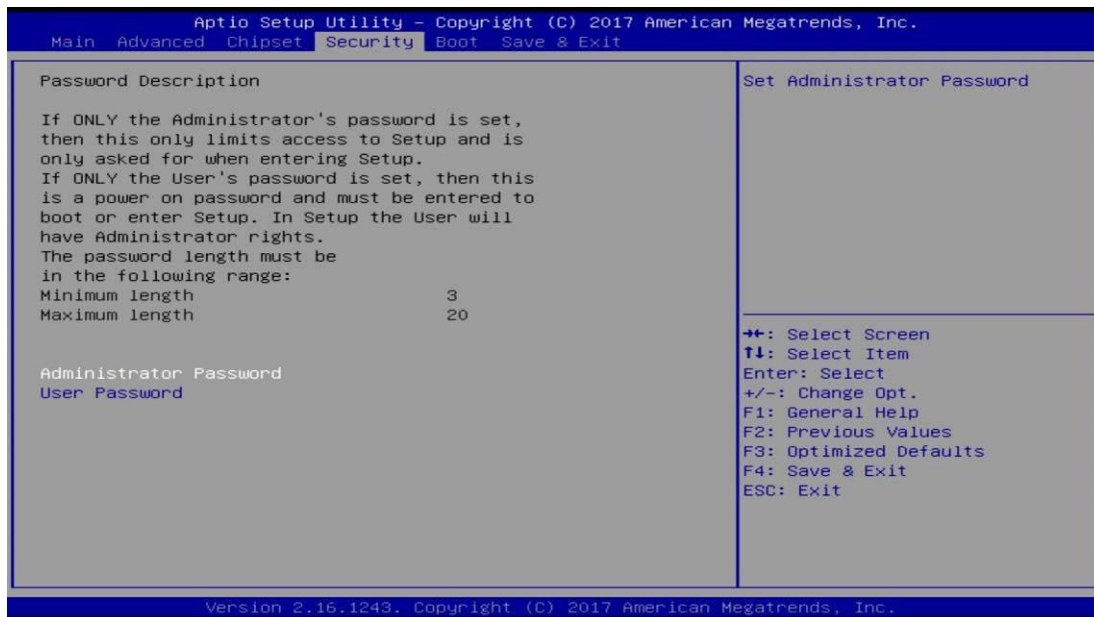 Aptio Setup Utility – Copyright (C) 2017 American Megatrends, Inc.
Main Advanced Chipset Security Boot Save & Exit
Password Description
If ONLY the Administrator's password is set,
then this only limits access to Setup and is
only asked for when entering Setup.
If ONLY the User's password is set, then this
is a power on password and must be entered to
boot or enter Setup. In Setup the User will
have Administrator rights.
The password length must be
in the following range:
Minimum length 3
Maximum length 20
Administrator Password
User Password
Set Administrator Password
→←: Select Screen
↑↓: Select Item
Enter: Select
+/-: Change Opt.
F1: General Help
F2: Previous Values
F3: Optimized Defaults
F4: Save & Exit
ESC: Exit
Version 2.16.1243. Copyright (C) 2017 American Megatrends, Inc.